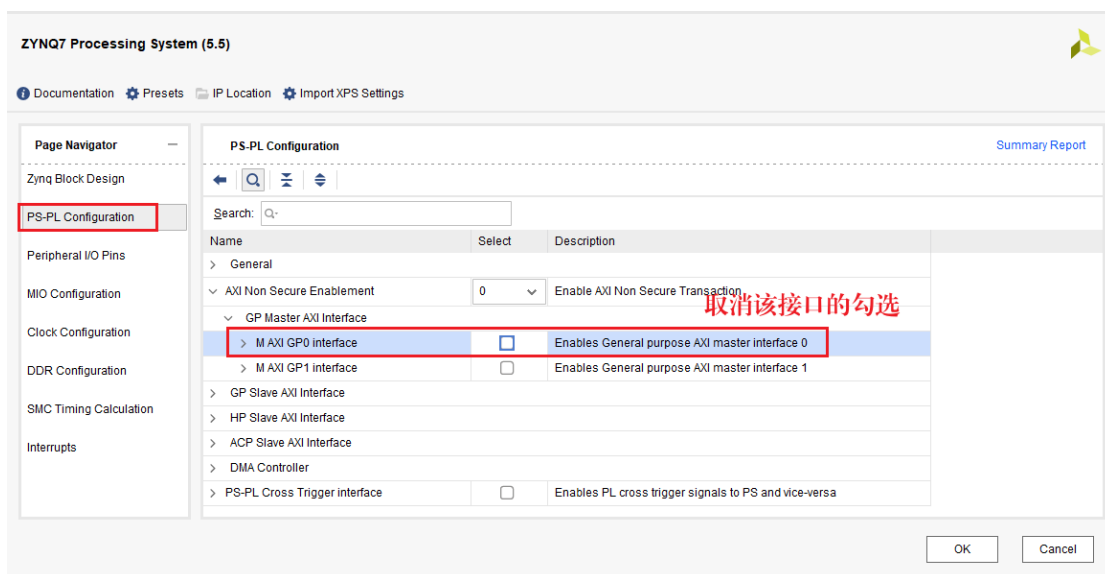 ZYNQ7 Processing System (5.5)
Documentation Presets IP Location Import XPS Settings
Page Navigator
Zynq Block Design
PS-PL Configuration
Peripheral I/O Pins
MIO Configuration
Clock Configuration
DDR Configuration
SMC Timing Calculation
Interrupts
PS-PL Configuration
Summary Report
Search:
Name Select Description
General
AXI Non Secure Enablement 0 Enable AXI Non Secure Transaction
取消该接口的勾选
GP Master AXI Interface
M AXI GP0 interface Enables General purpose AXI master interface 0
M AXI GP1 interface Enables General purpose AXI master interface 1
GP Slave AXI Interface
HP Slave AXI Interface
ACP Slave AXI Interface
DMA Controller
PS-PL Cross Trigger interface Enables PL cross trigger signals to PS and vice-versa
OK Cancel